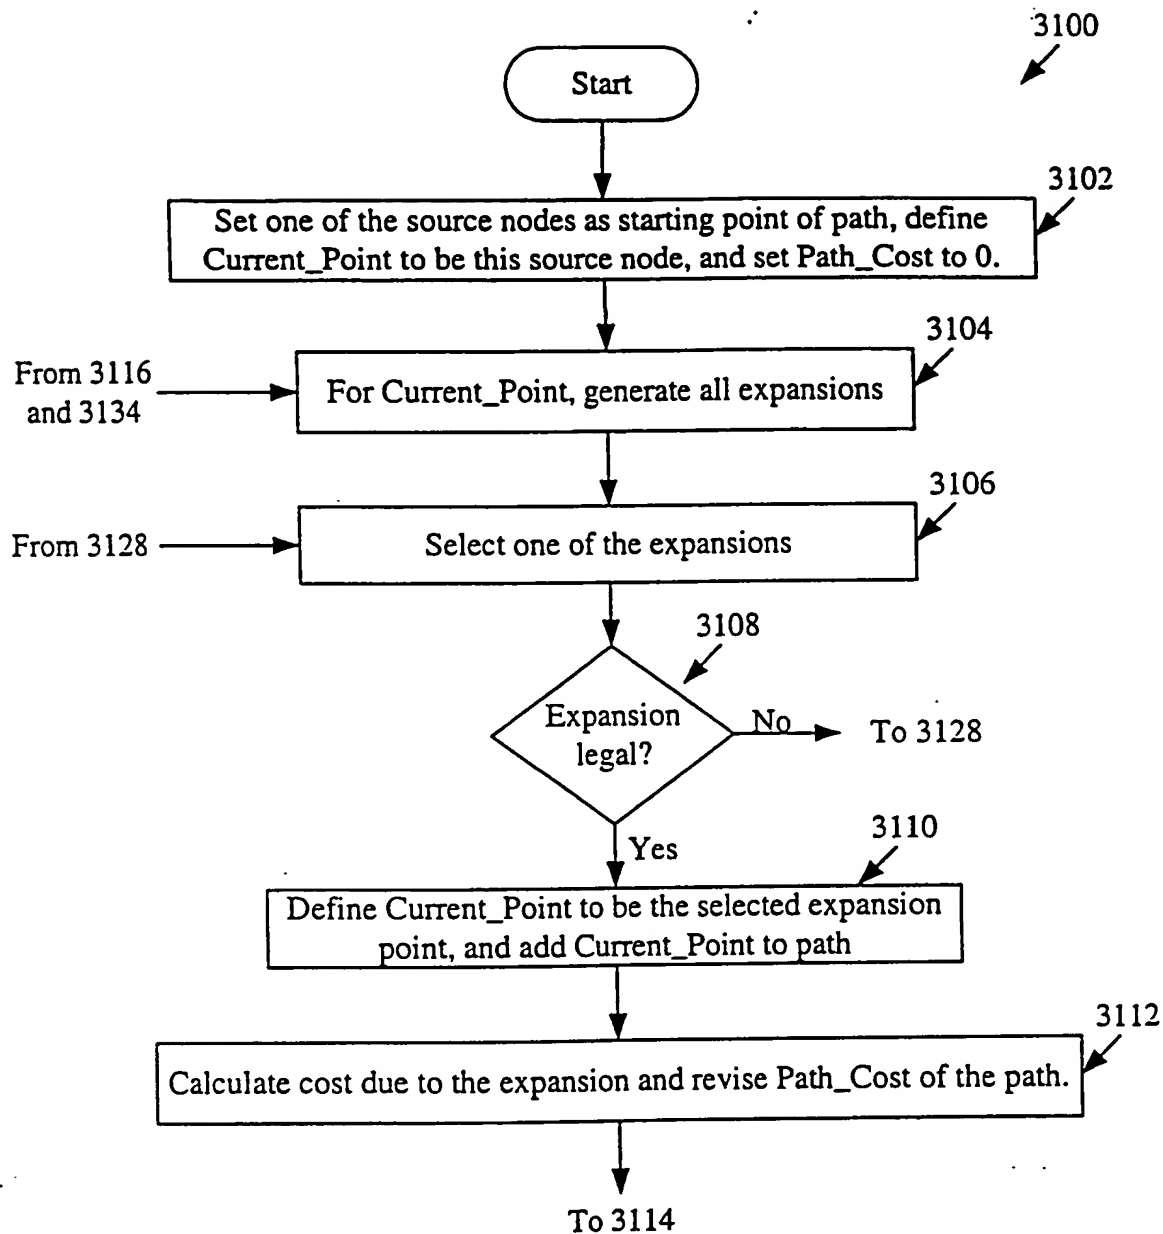 3100
Start
3102
Set one of the source nodes as starting point of path, define
Current_Point to be this source node, and set Path_Cost to 0.
3104
From 3116
and 3134
For Current_Point, generate all expansions
3106
From 3128
Select one of the expansions
3108
Expansion
legal?
No
To 3128
Yes
3110
Define Current_Point to be the selected expansion
point, and add Current_Point to path
3112
Calculate cost due to the expansion and revise Path_Cost of the path.
To 3114